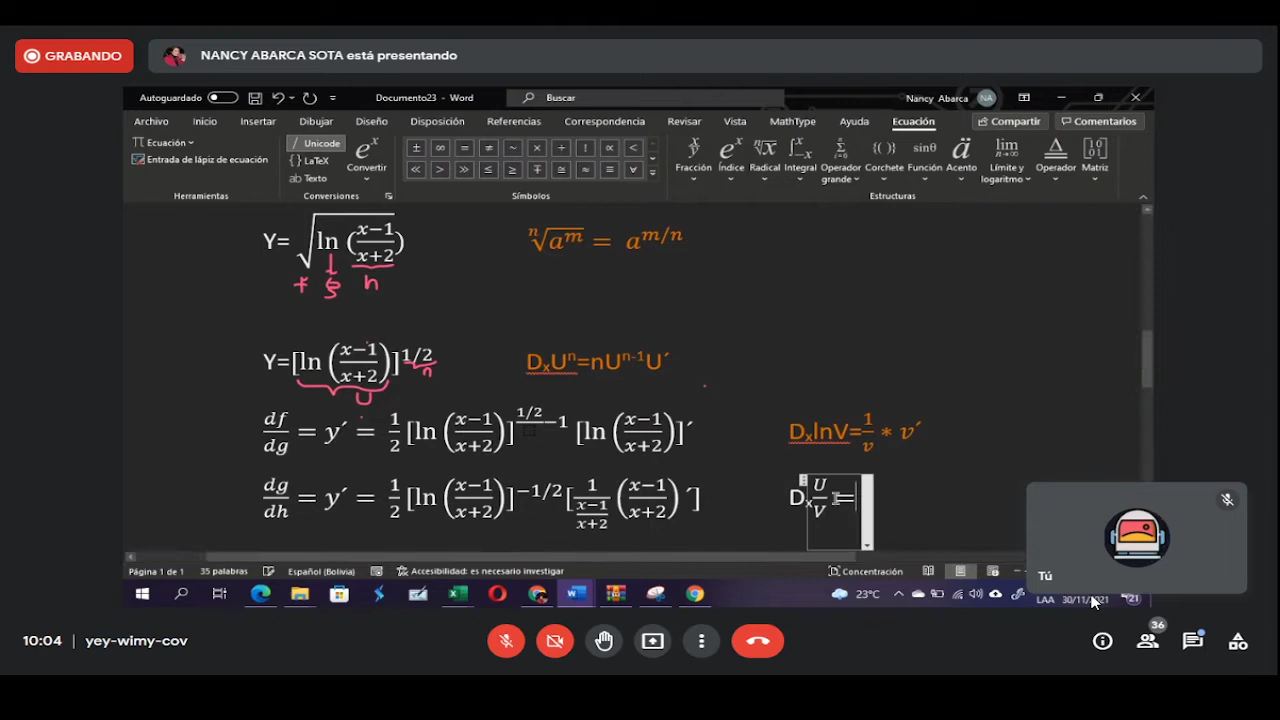 GRABANDO
NANCY ABARCA SOTA está presentando
Autoguardado
Documento23 - Word
Buscar
Nancy Abarca NA
Archivo Inicio Insertar Dibujar Diseño Disposición Referencias Correspondencia Revisar Vista MathType Ayuda Ecuación Compartir Comentarios
Ecuación
Entrada de lápiz de ecuación
Unicode
LaTeX
Texto
Convertir
± ∞ = ≠ ~ × ÷ ! ∝ <
≪ > ≫ ≤ ≥ ∓ ≅ ≈ ≡ ∀
Fracción Índice Radical Integral Operador grande Corchete Función Acento Límite y logaritmo Operador Matriz
Herramientas Conversiones Símbolos Estructuras
Y= √(ln (x−1/x+2)) ⁿ√(aᵐ) = a^(m/n)
f g h
Y=[ln (x−1/x+2)]^1/2 DₓUⁿ=nUⁿ⁻¹U´
n
U
df/dg = y´ = 1/2 [ln (x−1/x+2)]^(1/2−1) [ln (x−1/x+2)]´ DₓlnV=1/v ∗ v´
dg/dh = y´ = 1/2 [ln (x−1/x+2)]^−1/2 [1/(x−1/x+2) (x−1/x+2)´] Dₓ U/V =
Página 1 de 1 35 palabras Español (Bolivia) Accesibilidad: es necesario investigar Concentración
23°C LAA 30/11/2021 21
Tú
10:04 | yey-wimy-cov
36